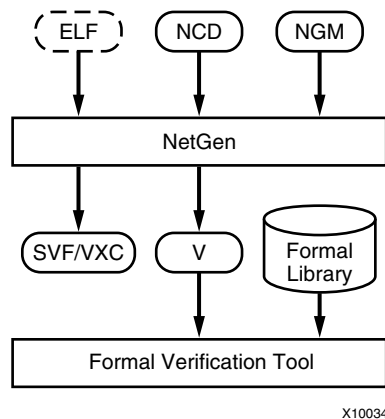 ELF
NCD
NGM
NetGen
SVF/VXC
V
Formal
Library
Formal Verification Tool
X10034